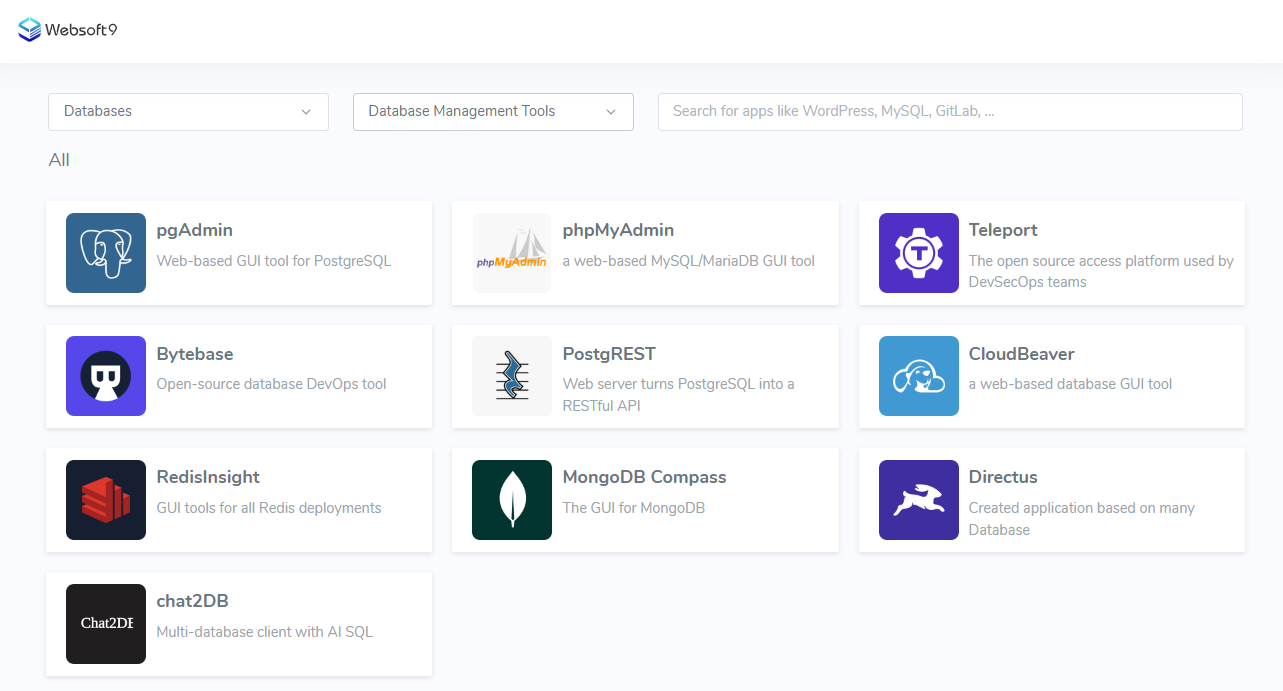 Websoft9
Databases
Database Management Tools
Search for apps like WordPress, MySQL, GitLab, ...
All
pgAdmin
Web-based GUI tool for PostgreSQL
phpMyAdmin
phpMyAdmin
a web-based MySQL/MariaDB GUI tool
T
Teleport
The open source access platform used by
DevSecOps teams
Bytebase
Open-source database DevOps tool
PostgREST
Web server turns PostgreSQL into a
RESTful API
CloudBeaver
a web-based database GUI tool
RedisInsight
GUI tools for all Redis deployments
MongoDB Compass
The GUI for MongoDB
Directus
Created application based on many
Database
Chat2DB
chat2DB
Multi-database client with AI SQL